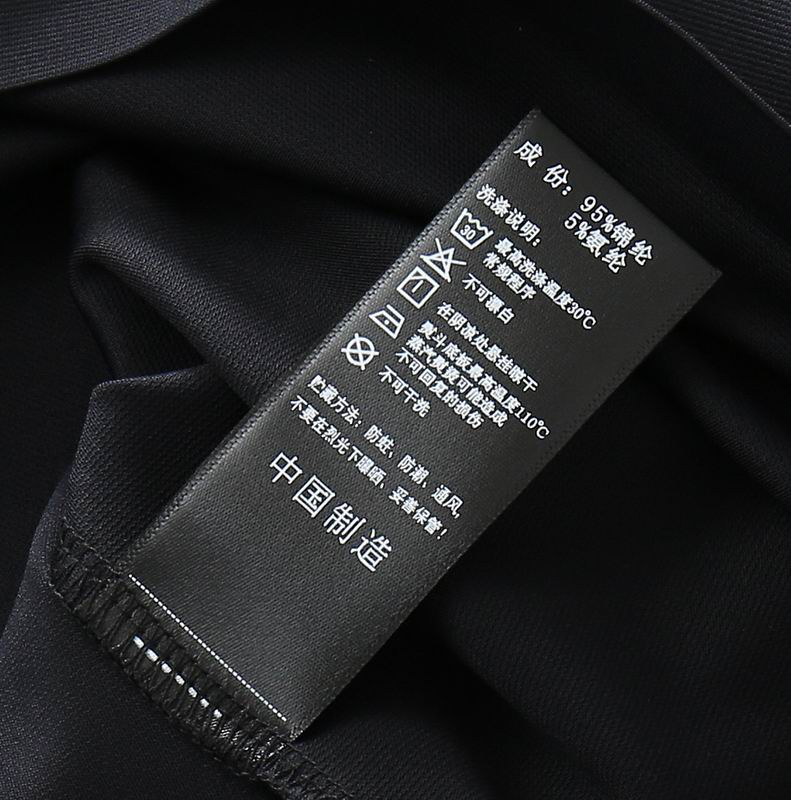 成 份：95%锦纶
5%氨纶
洗涤说明：
30
最高洗涤温度30℃
常规程序
不可漂白
在阴凉处悬挂晾干
熨斗底板最高温度110℃
蒸汽熨烫可能造成
不可回复的损伤
不可干洗
贮藏方法：防蛀、防潮、通风，
不要在烈光下曝晒、妥善保管！
中国制造